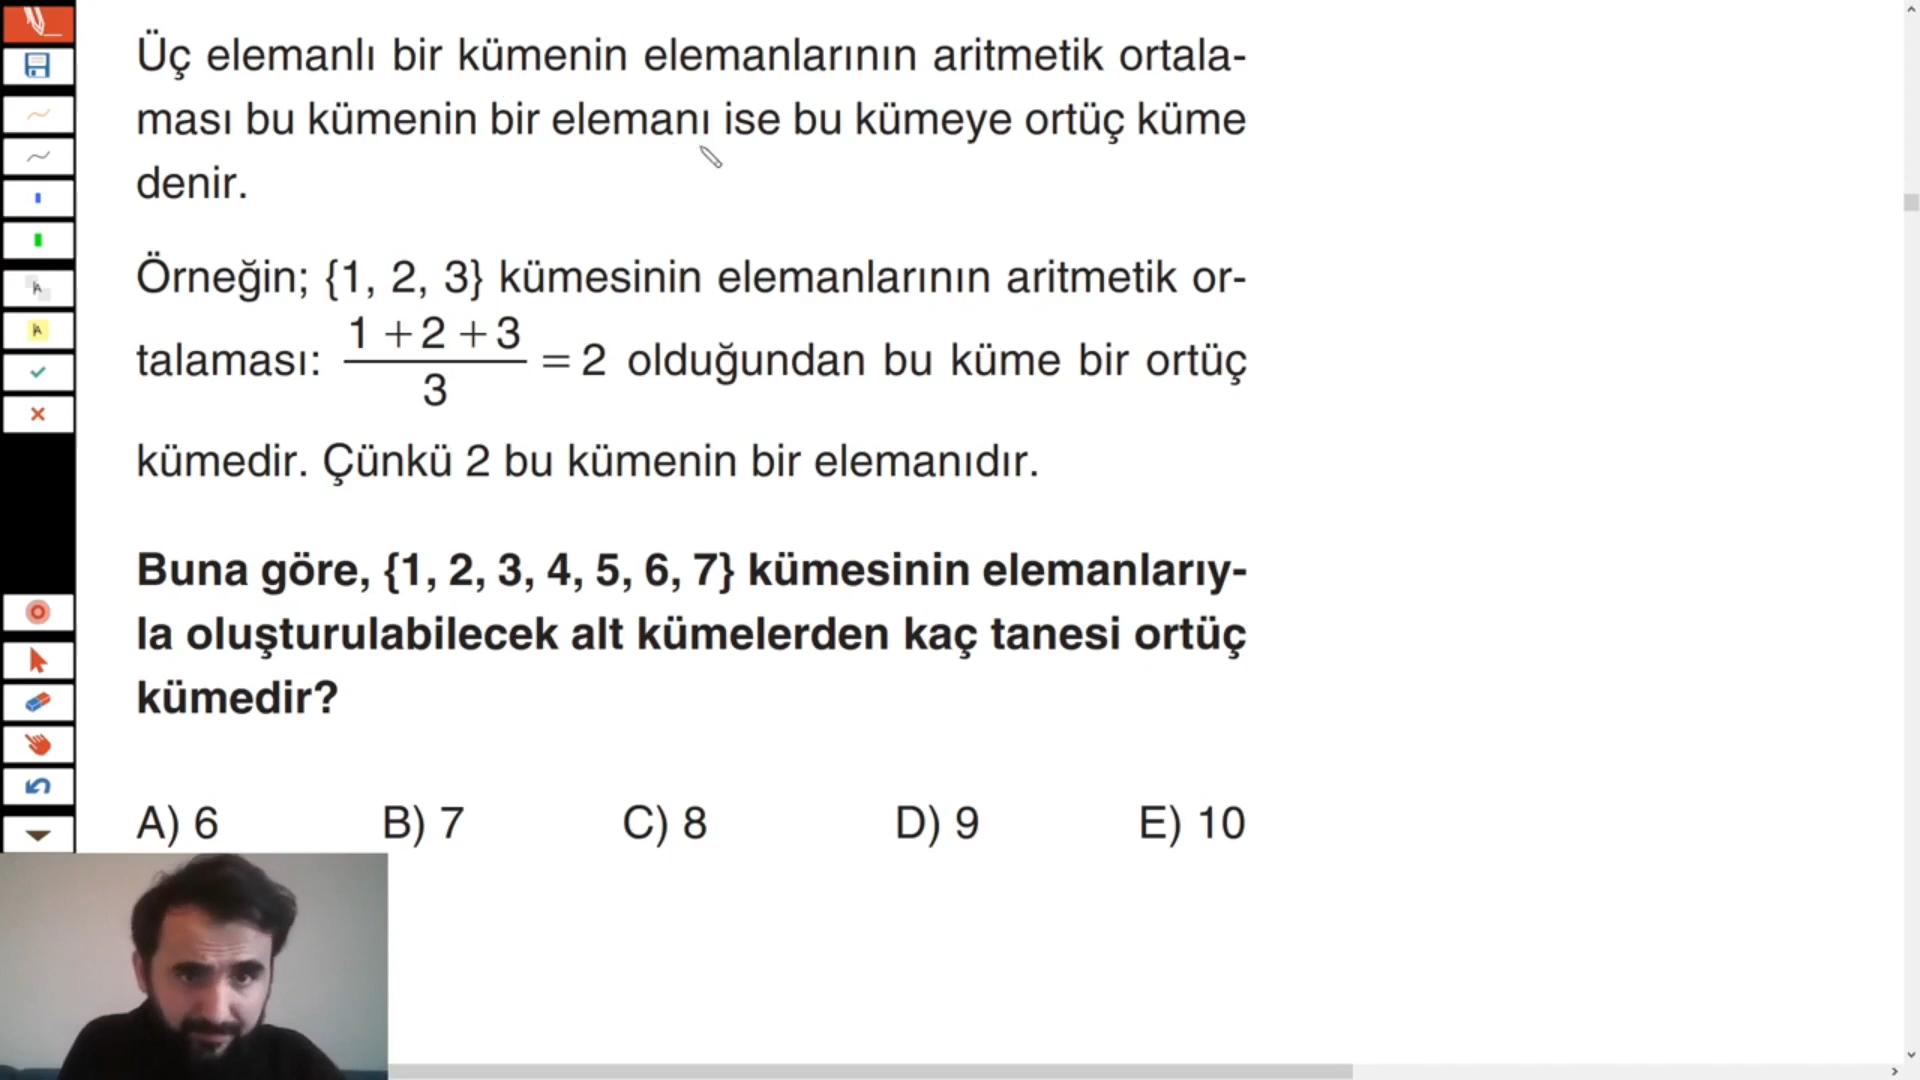 Üç elemanlı bir kümenin elemanlarının aritmetik ortala-
ması bu kümenin bir elemanı ise bu kümeye ortüç küme
denir.
Örneğin; {1, 2, 3} kümesinin elemanlarının aritmetik or-
talaması: (1 + 2 + 3)/3 = 2 olduğundan bu küme bir ortüç
kümedir. Çünkü 2 bu kümenin bir elemanıdır.
Buna göre, {1, 2, 3, 4, 5, 6, 7} kümesinin elemanlarıy-
la oluşturulabilecek alt kümelerden kaç tanesi ortüç
kümedir?
A) 6 B) 7 C) 8 D) 9 E) 10